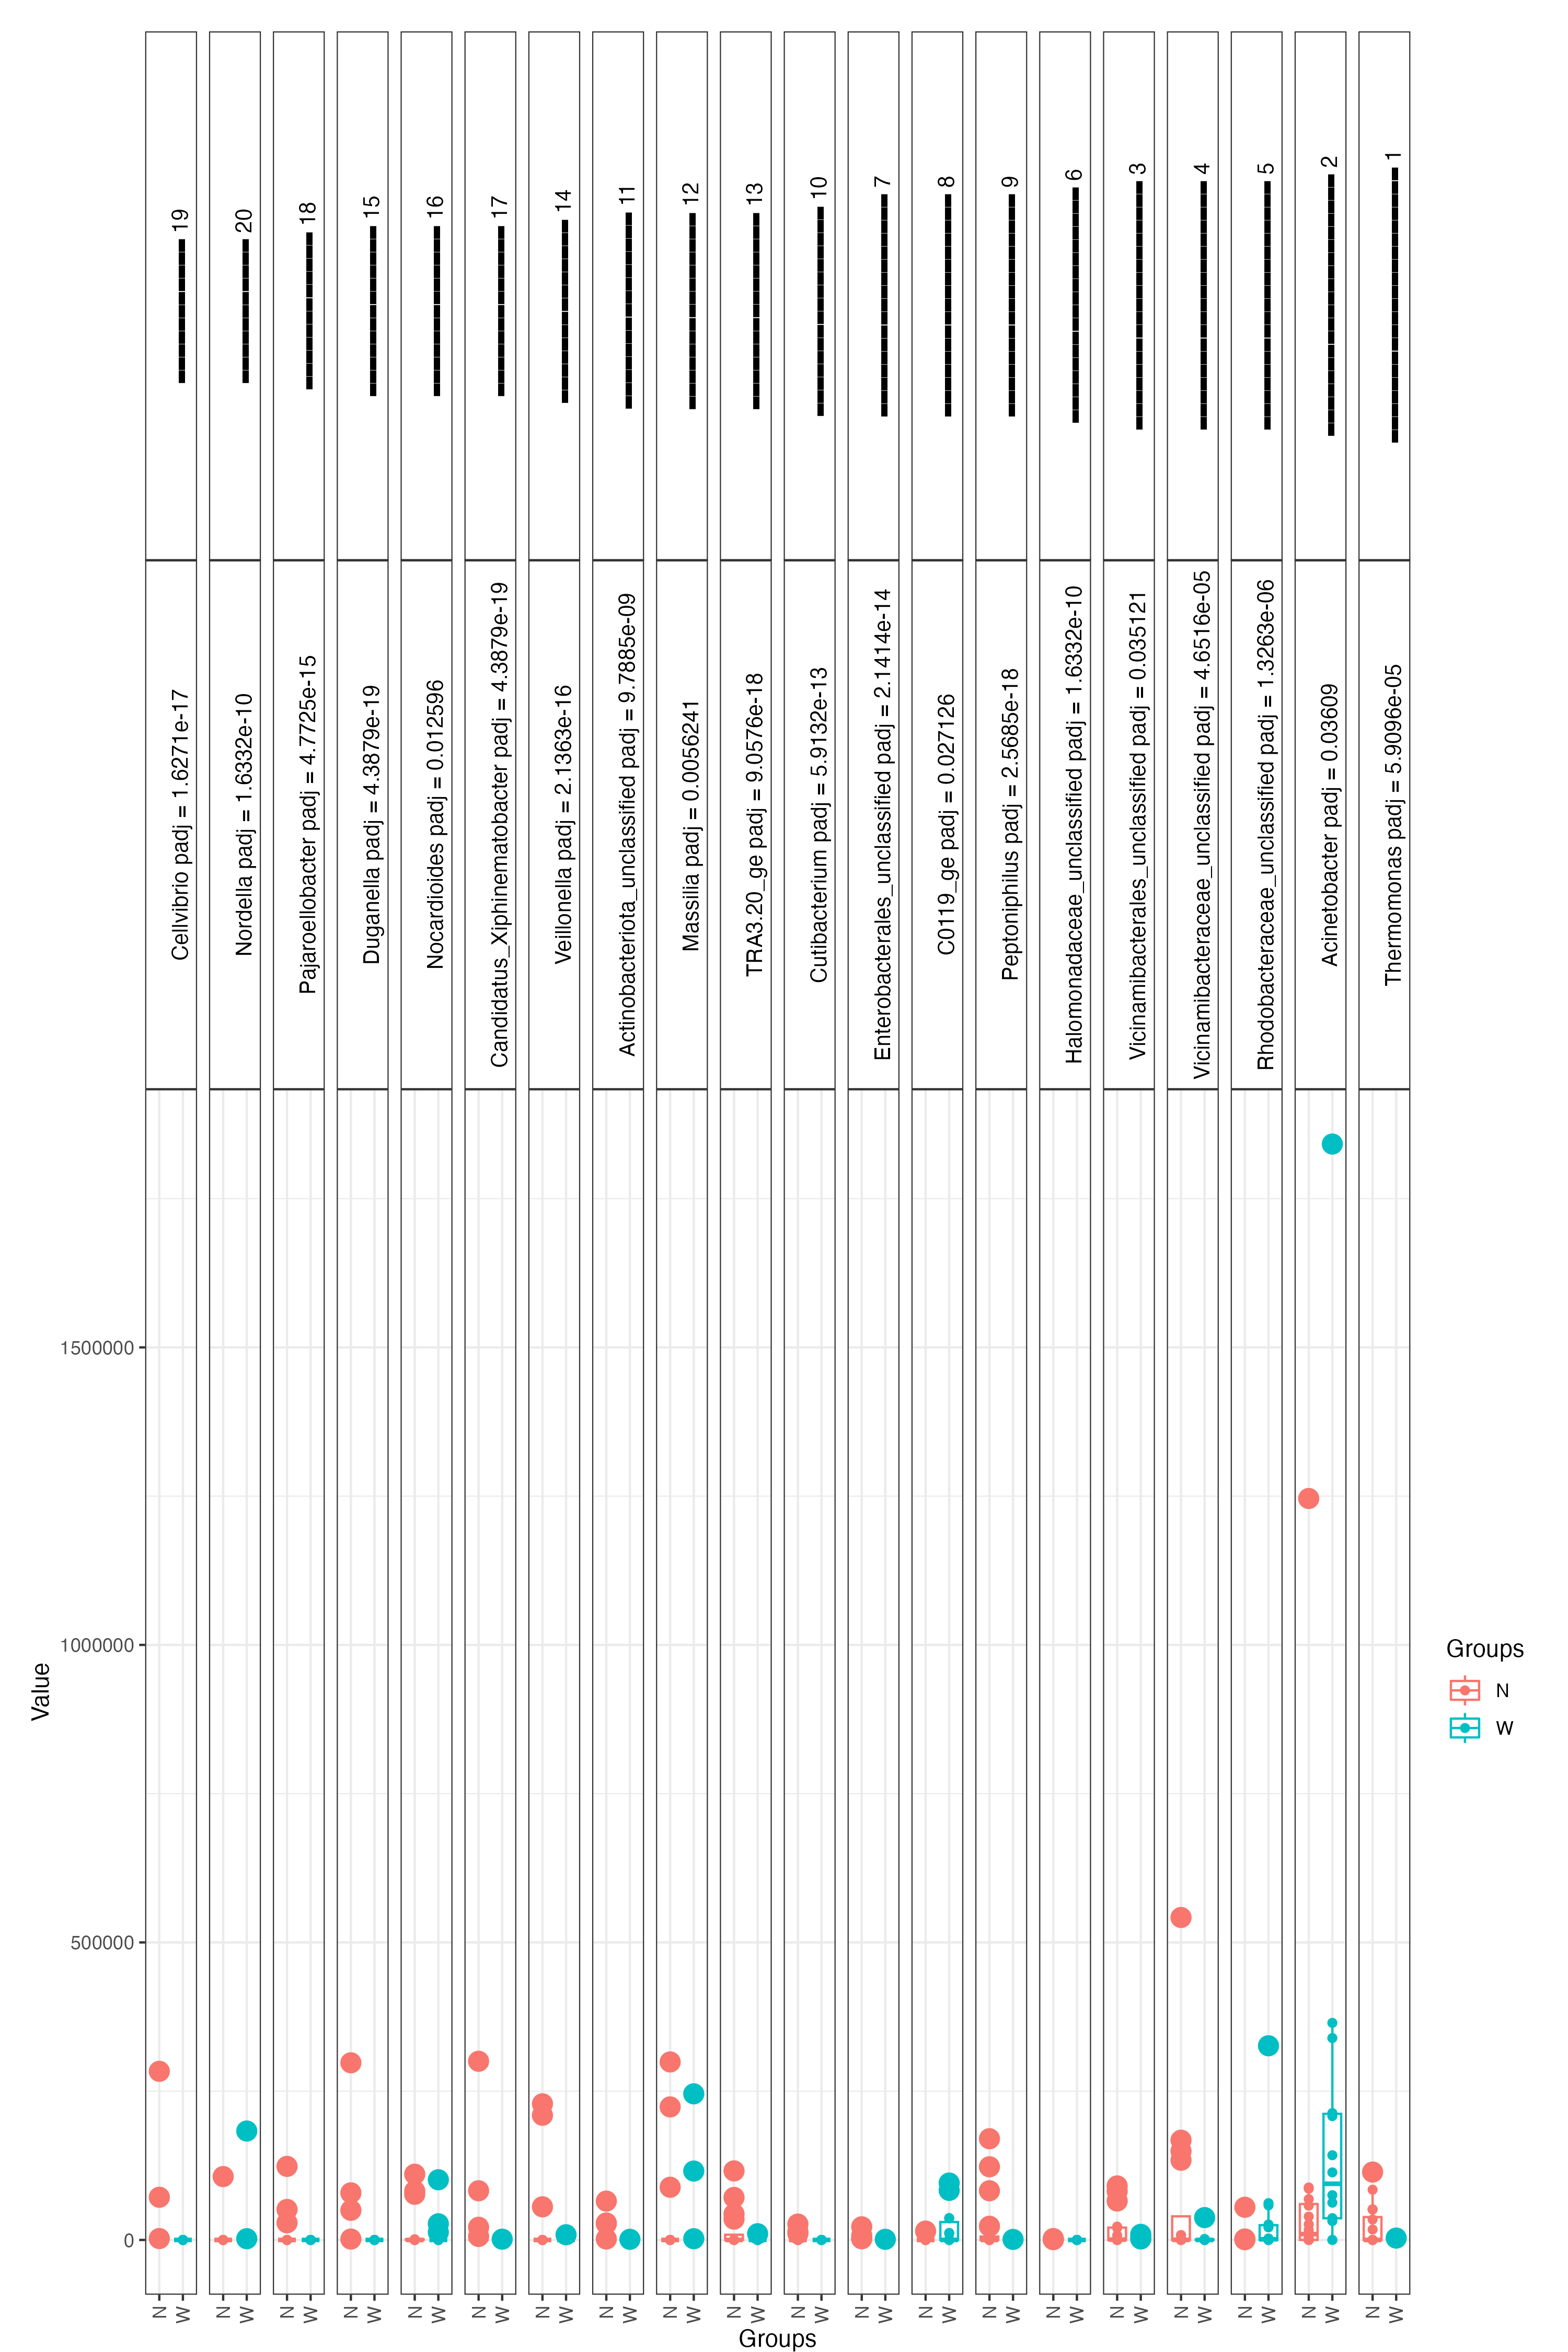 19
20
18
15
16
17
14
11
12
13
10
7
8
9
6
3
4
5
2
1
Cellvibrio padj = 1.6271e-17
Nordella padj = 1.6332e-10
Pajaroellobacter padj = 4.7725e-15
Duganella padj = 4.3879e-19
Nocardioides padj = 0.012596
Candidatus_Xiphinematobacter padj = 4.3879e-19
Veillonella padj = 2.1363e-16
Actinobacteriota_unclassified padj = 9.7885e-09
Massilia padj = 0.0056241
TRA3.20_ge padj = 9.0576e-18
Cutibacterium padj = 5.9132e-13
Enterobacterales_unclassified padj = 2.1414e-14
C0119_ge padj = 0.027126
Peptoniphilus padj = 2.5685e-18
Halomonadaceae_unclassified padj = 1.6332e-10
Vicinamibacterales_unclassified padj = 0.035121
Vicinamibacteraceae_unclassified padj = 4.6516e-05
Rhodobacteraceae_unclassified padj = 1.3263e-06
Acinetobacter padj = 0.03609
Thermomonas padj = 5.9096e-05
1500000
1000000
500000
0
Value
N W N W N W N W N W N W N W N W N W N W N W N W N W N W N W N W N W N W N W N W
Groups
Groups
N
W